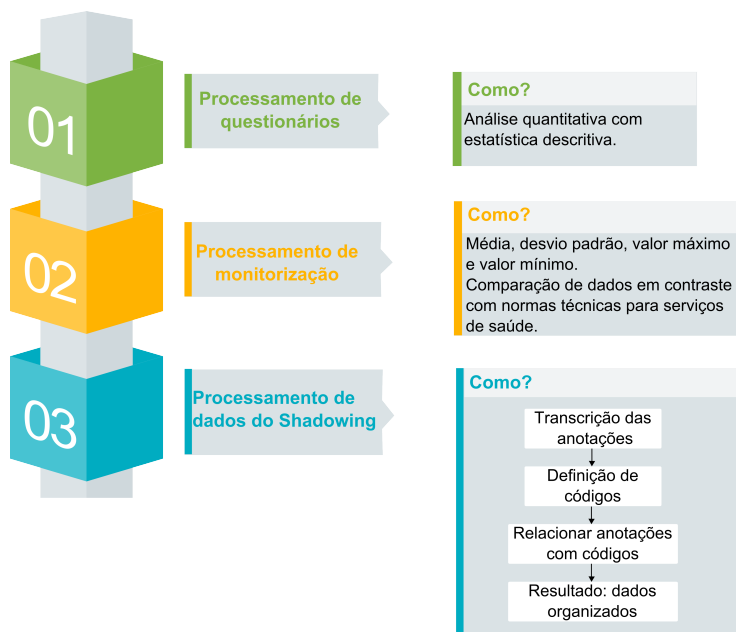 01
Processamento de
questionários
Como?
Análise quantitativa com
estatística descritiva.
02
Processamento de
monitorização
Como?
Média, desvio padrão, valor máximo
e valor mínimo.
Comparação de dados em contraste
com normas técnicas para serviços
de saúde.
03
Processamento de
dados do Shadowing
Como?
Transcrição das
anotações
Definição de
códigos
Relacionar anotações
com códigos
Resultado: dados
organizados